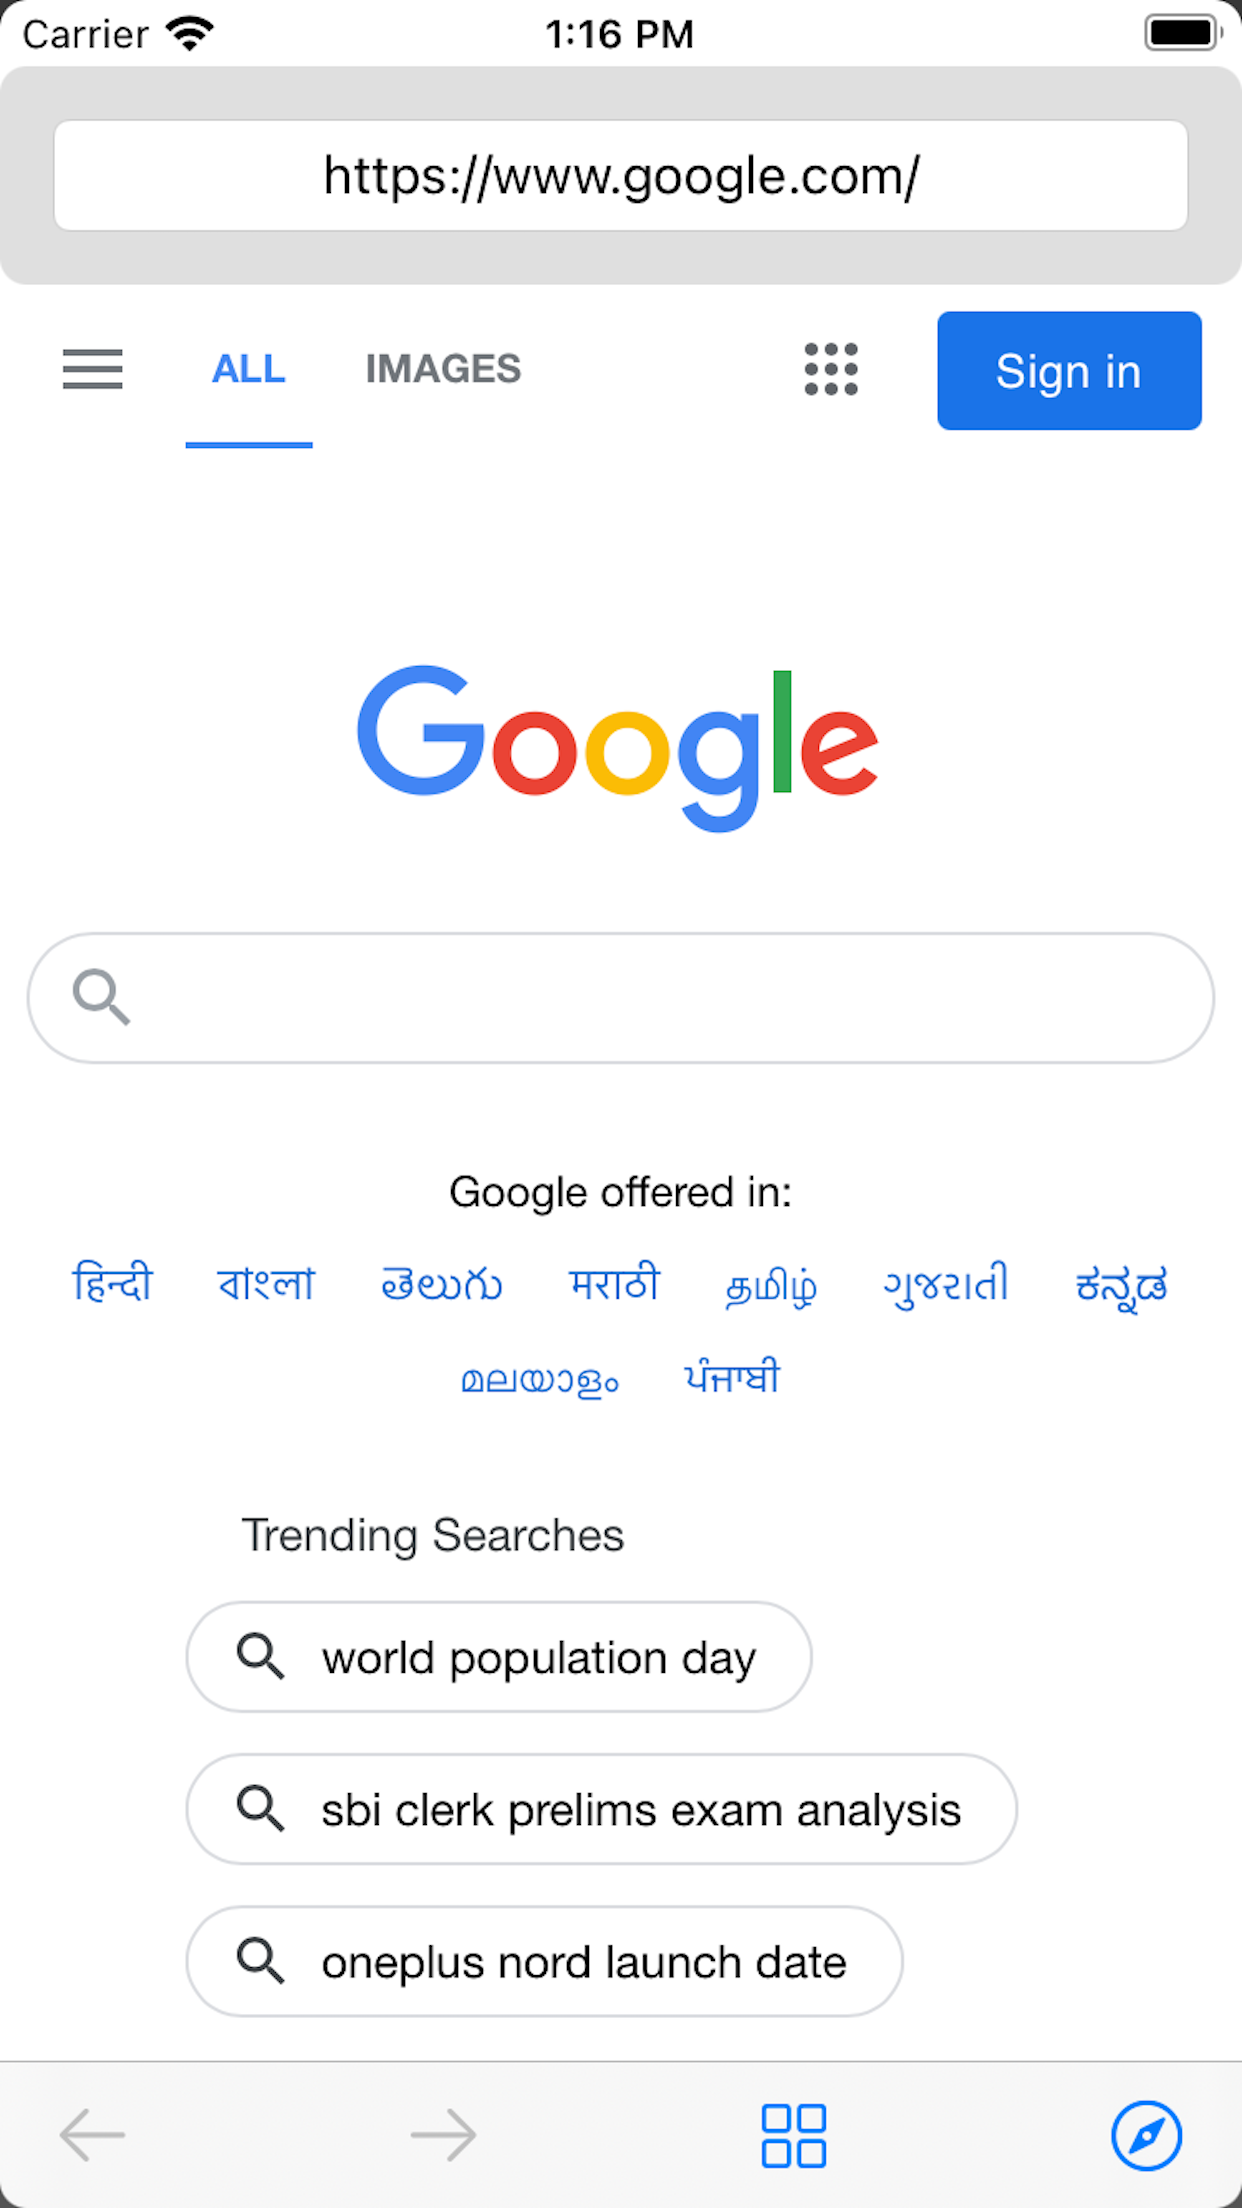 Carrier 1:16 PM
https://www.google.com/
ALL IMAGES Sign in
Google
Google offered in:
हिन्दी বাংলা తెలుగు मराठी தமிழ் ગુજરાતી ಕನ್ನಡ
മലയാളം ਪੰਜਾਬੀ
Trending Searches
world population day
sbi clerk prelims exam analysis
oneplus nord launch date